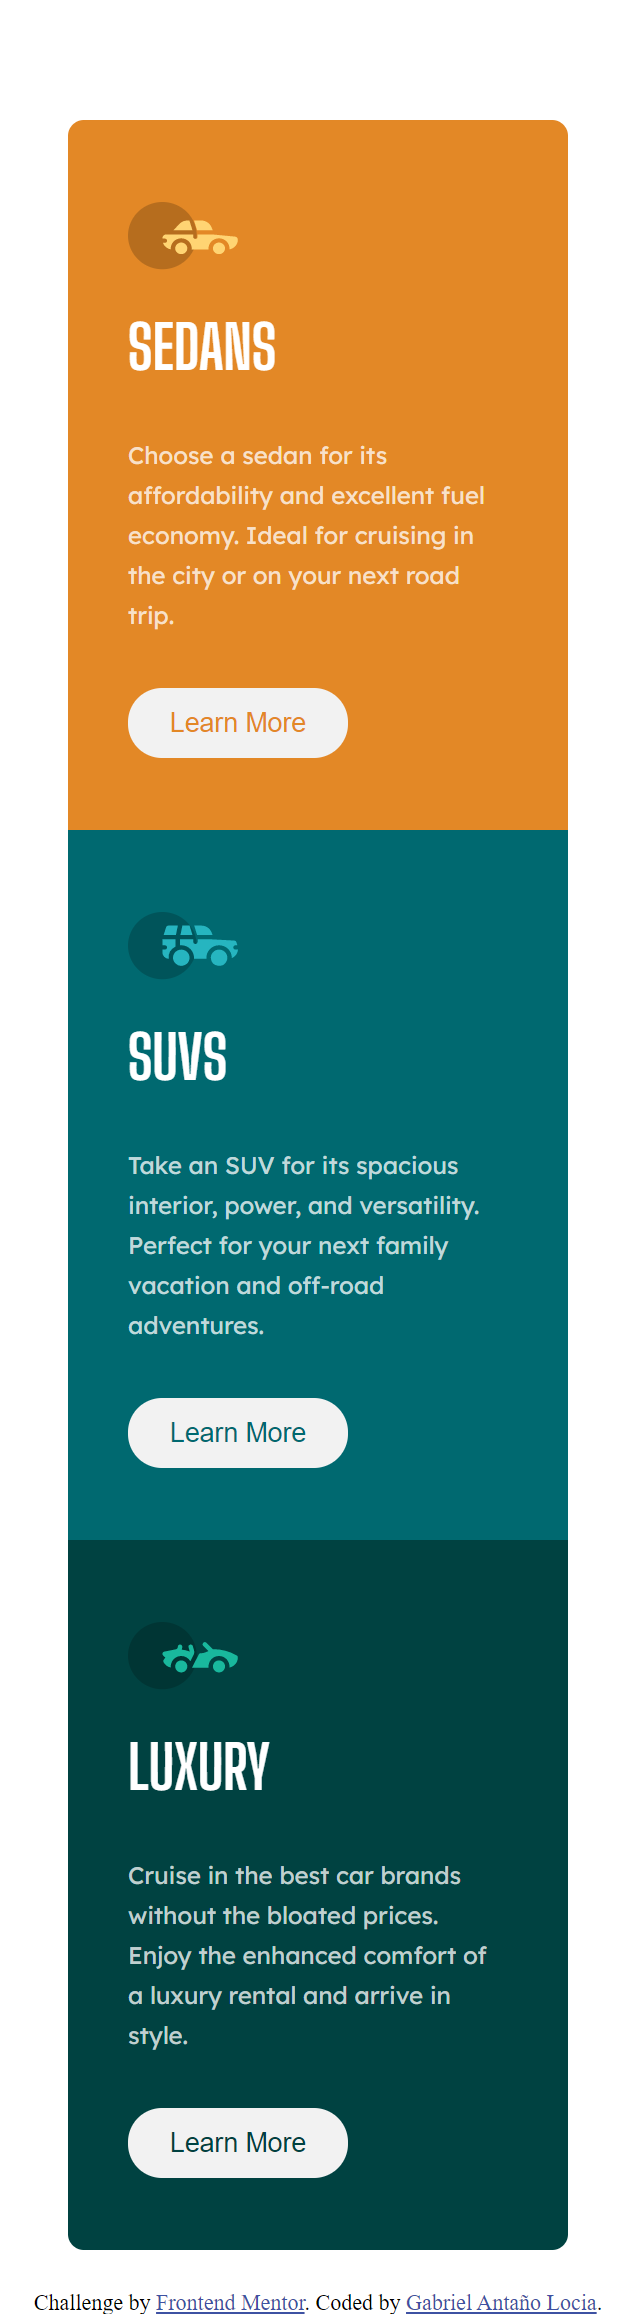 SEDANS
Choose a sedan for its
affordability and excellent fuel
economy. Ideal for cruising in
the city or on your next road
trip.
Learn More
SUVS
Take an SUV for its spacious
interior, power, and versatility.
Perfect for your next family
vacation and off-road
adventures.
Learn More
LUXURY
Cruise in the best car brands
without the bloated prices.
Enjoy the enhanced comfort of
a luxury rental and arrive in
style.
Learn More
Challenge by Frontend Mentor. Coded by Gabriel Antaño Locia.